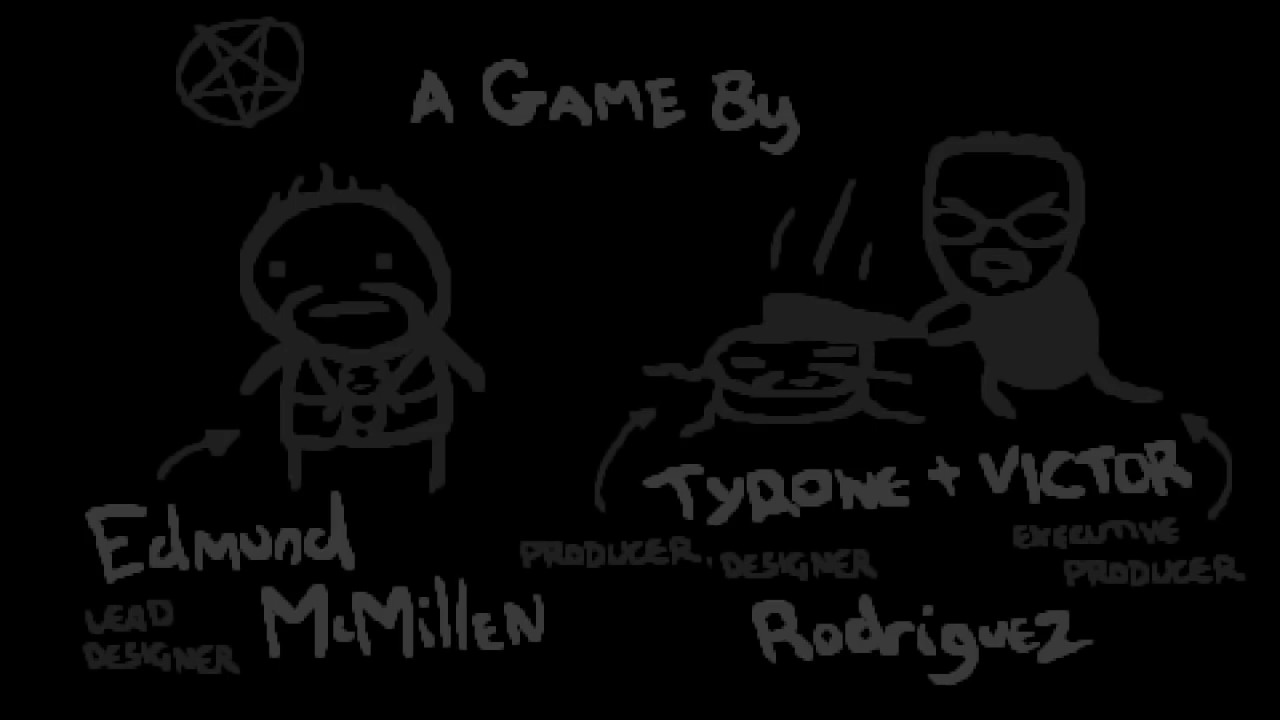 A GAME By
Edmund
McMillEN
LEAD
DESIGNER
TYRONE + VICTOR
PRODUCER, DESIGNER
EXECUTIVE
PRODUCER
RodriguEZ